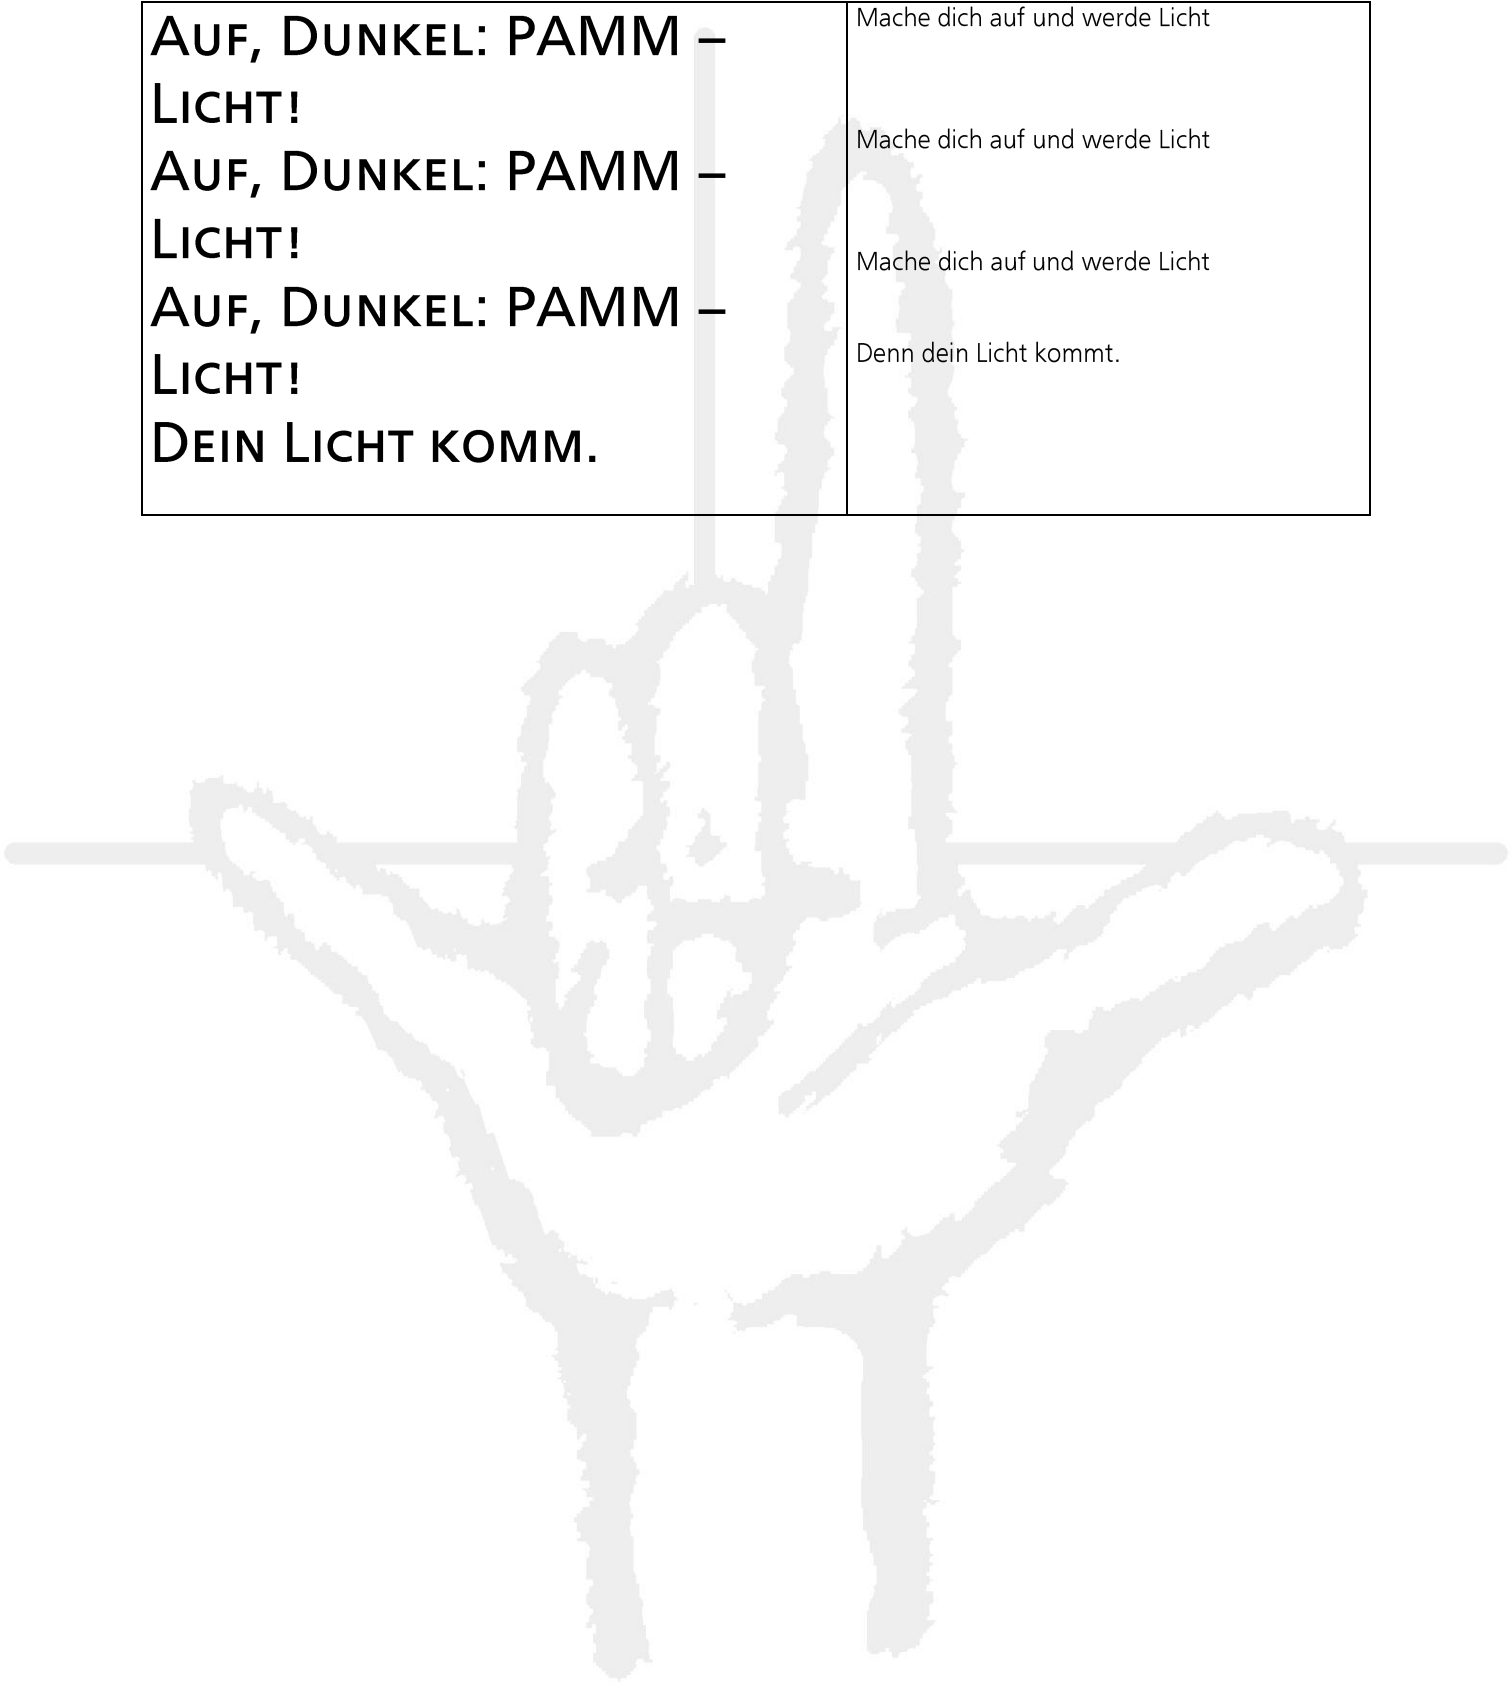 AUF, DUNKEL: PAMM –
LICHT!
AUF, DUNKEL: PAMM –
LICHT!
AUF, DUNKEL: PAMM –
LICHT!
DEIN LICHT KOMM.
Mache dich auf und werde Licht
Mache dich auf und werde Licht
Mache dich auf und werde Licht
Denn dein Licht kommt.